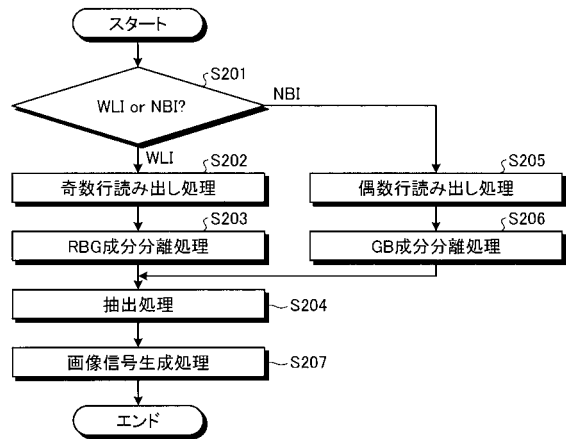 スタート
S201
WLI or NBI?
NBI
WLI
S202
奇数行読み出し処理
S205
偶数行読み出し処理
S203
RBG成分分離処理
S206
GB成分分離処理
抽出処理
S204
画像信号生成処理
S207
エンド